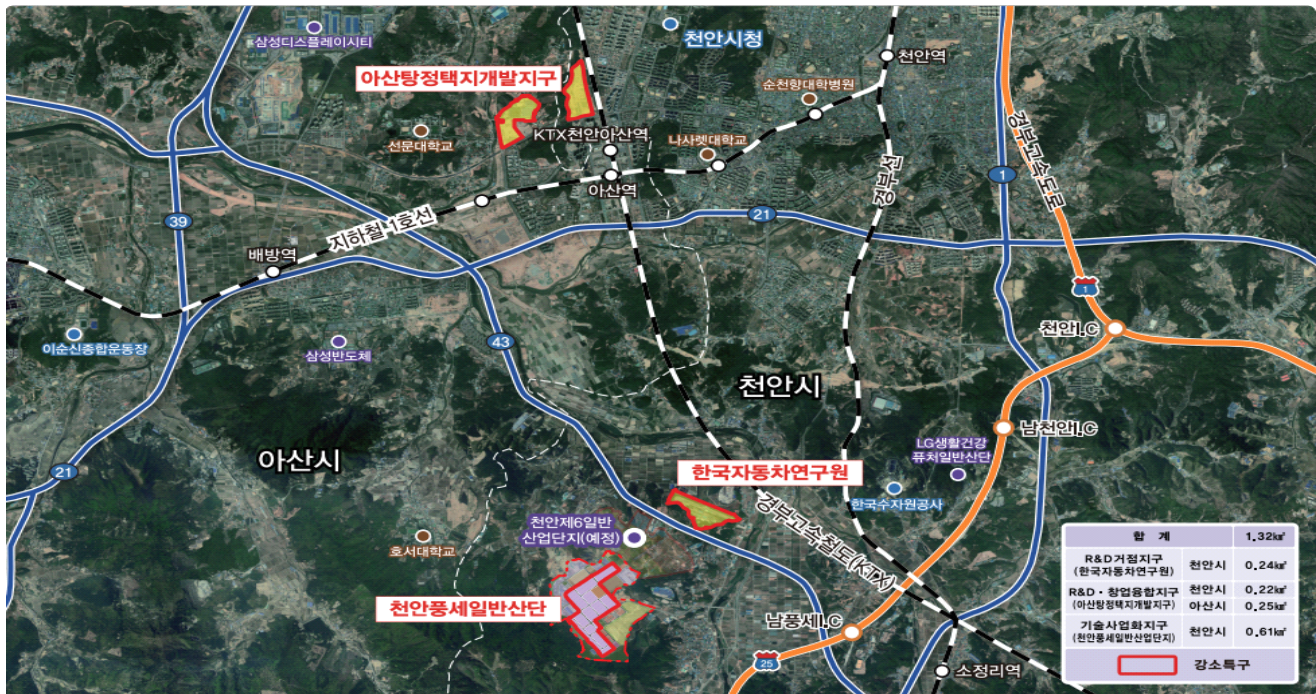 삼성디스플레이시티
천안시청
천안역
아산탕정택지개발지구
순천향대학병원
선문대학교
KTX천안아산역
나사렛대학교
아산역
경부선
경부고속도로
1
39
21
지하철 1호선
배방역
1
이순신종합운동장
삼성반도체
43
천안I.C
천안시
아산시
남천안I.C
LG생활건강
퓨처일반산단
21
한국자동차연구원
한국수자원공사
경부고속철도(KTX)
천안제6일반
산업단지(예정)
호서대학교
천안풍세일반산단
남풍세I.C
25
소정리역
합 계 1.32㎢
R&D거점지구
(한국자동차연구원) 천안시 0.24㎢
R&D·창업융합지구
(아산탕정택지개발지구)
천안시 0.22㎢
아산시 0.25㎢
기술사업화지구
(천안풍세일반산업단지) 천안시 0.61㎢
강소특구